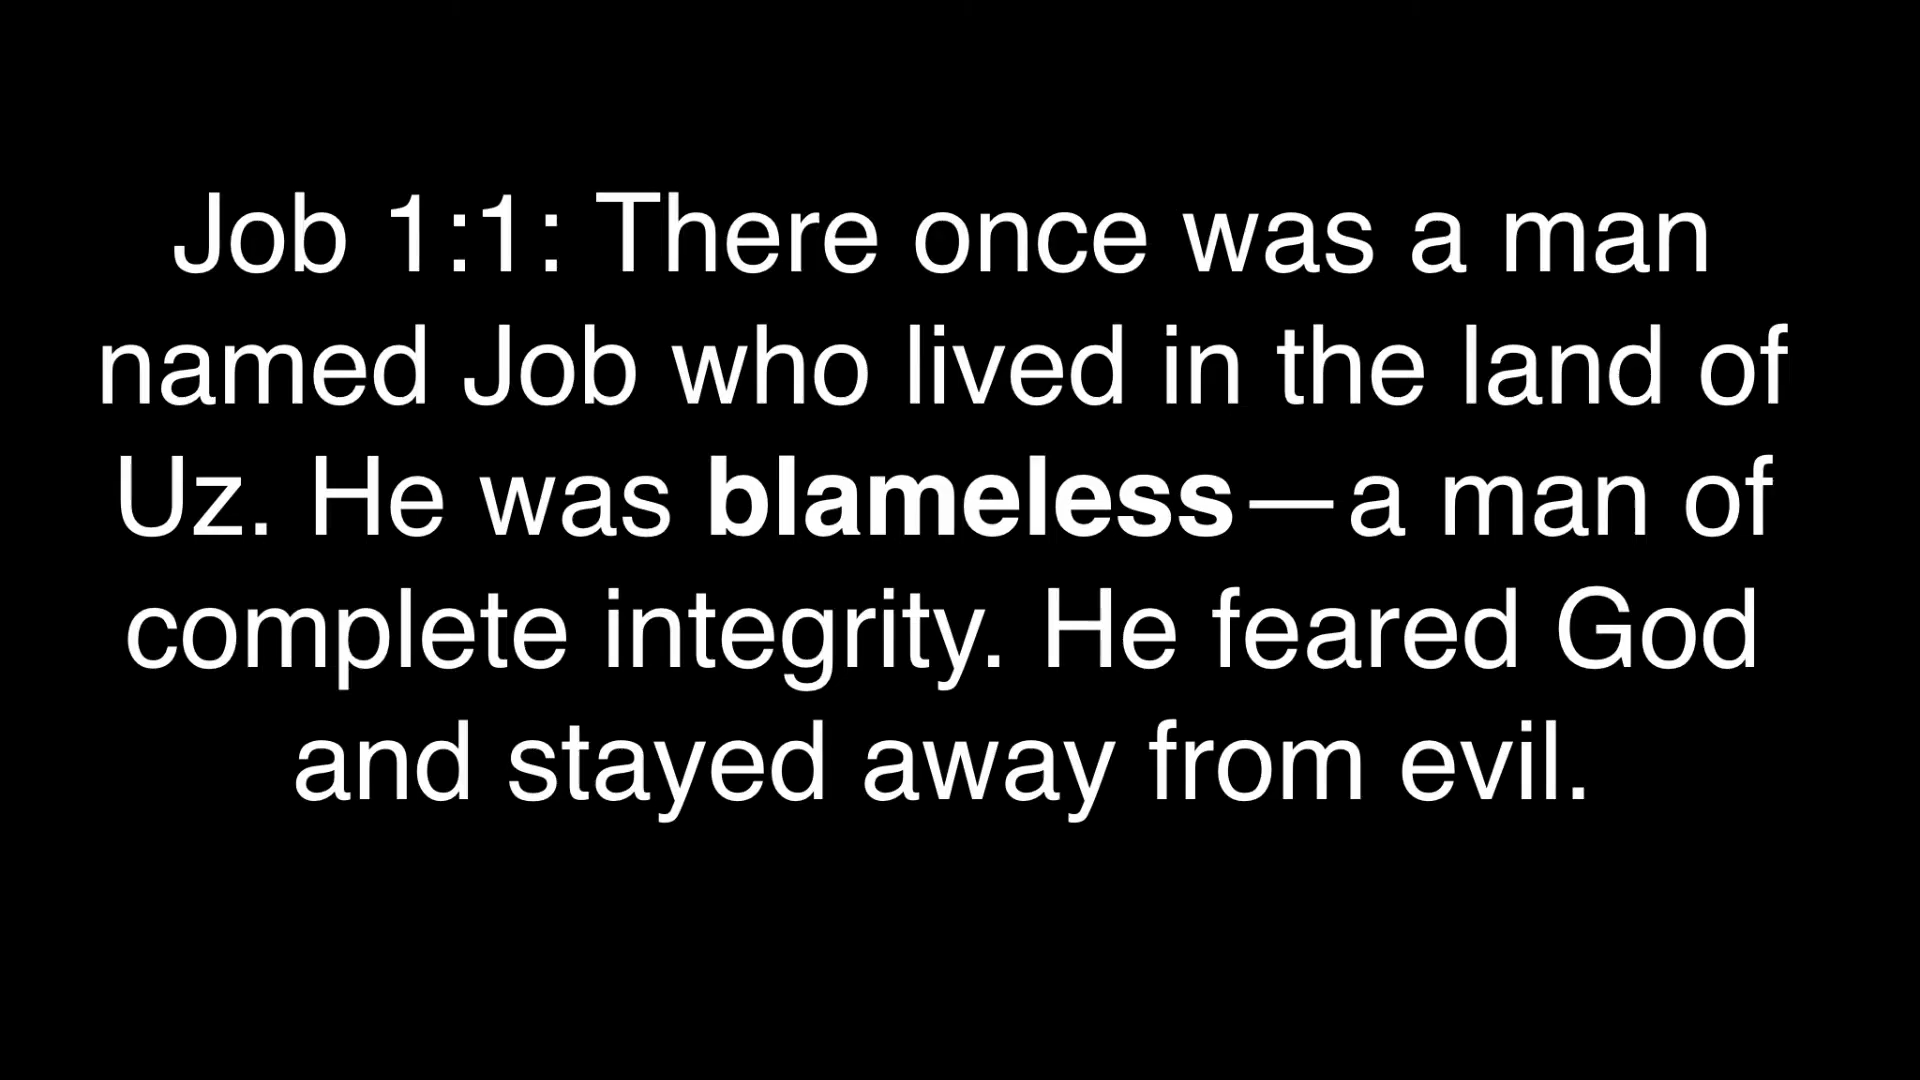 Job 1:1: There once was a man
named Job who lived in the land of
Uz. He was blameless—a man of
complete integrity. He feared God
and stayed away from evil.